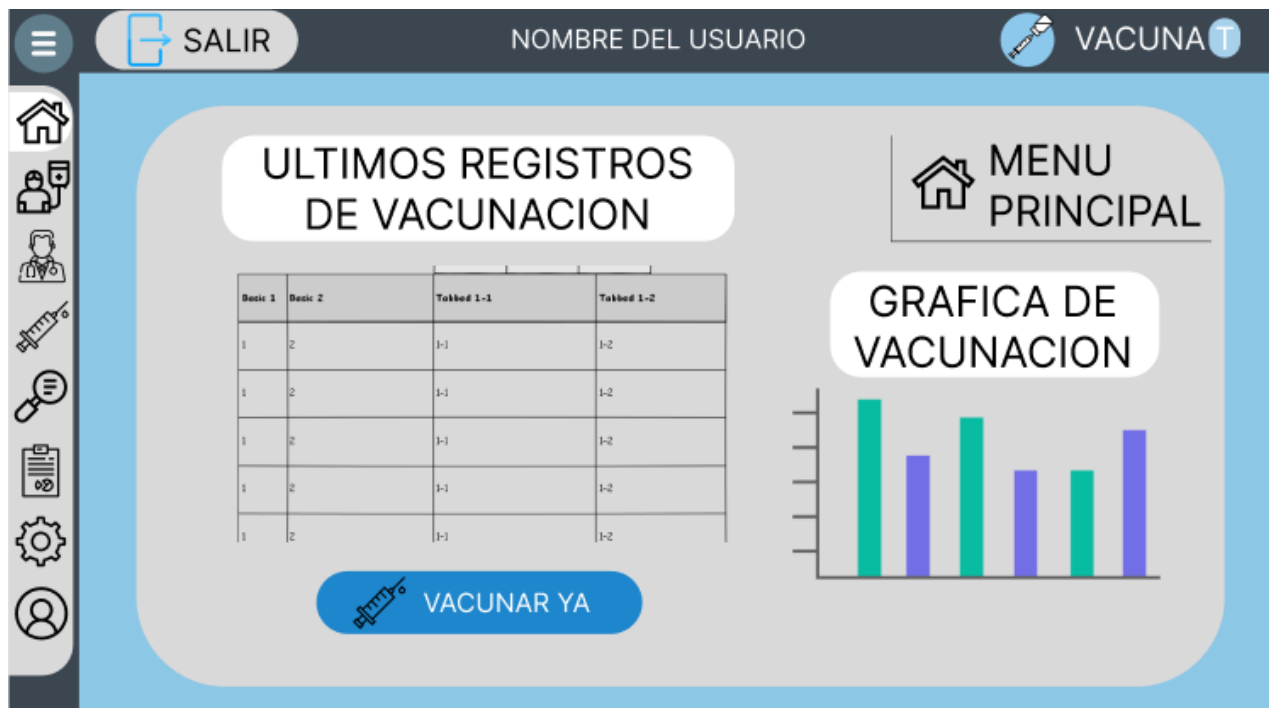 SALIR
NOMBRE DEL USUARIO
VACUNA T
ULTIMOS REGISTROS
DE VACUNACION
MENU
PRINCIPAL
Basic 1 Basic 2 Tabbed 1-1 Tabbed 1-2
1 2 1-1 1-2
1 2 1-1 1-2
1 2 1-1 1-2
1 2 1-1 1-2
1 2 1-1 1-2
GRAFICA DE
VACUNACION
VACUNAR YA